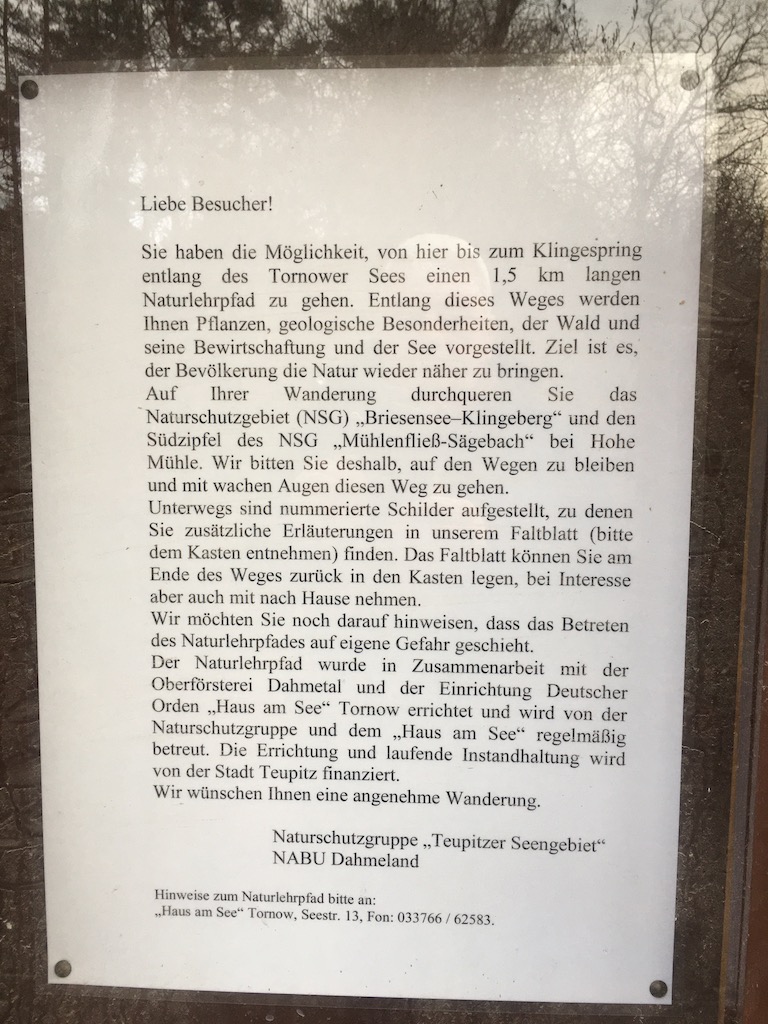 Liebe Besucher!
Sie haben die Möglichkeit, von hier bis zum Klingespring
entlang des Tornower Sees einen 1,5 km langen
Naturlehrpfad zu gehen. Entlang dieses Weges werden
Ihnen Pflanzen, geologische Besonderheiten, der Wald und
seine Bewirtschaftung und der See vorgestellt. Ziel ist es,
der Bevölkerung die Natur wieder näher zu bringen.
Auf Ihrer Wanderung durchqueren Sie das
Naturschutzgebiet (NSG) „Briesensee–Klingeberg“ und den
Südzipfel des NSG „Mühlenfließ-Sägebach“ bei Hohe
Mühle. Wir bitten Sie deshalb, auf den Wegen zu bleiben
und mit wachen Augen diesen Weg zu gehen.
Unterwegs sind nummerierte Schilder aufgestellt, zu denen
Sie zusätzliche Erläuterungen in unserem Faltblatt (bitte
dem Kasten entnehmen) finden. Das Faltblatt können Sie am
Ende des Weges zurück in den Kasten legen, bei Interesse
aber auch mit nach Hause nehmen.
Wir möchten Sie noch darauf hinweisen, dass das Betreten
des Naturlehrpfades auf eigene Gefahr geschieht.
Der Naturlehrpfad wurde in Zusammenarbeit mit der
Oberförsterei Dahmetal und der Einrichtung Deutscher
Orden „Haus am See“ Tornow errichtet und wird von der
Naturschutzgruppe und dem „Haus am See“ regelmäßig
betreut. Die Errichtung und laufende Instandhaltung wird
von der Stadt Teupitz finanziert.
Wir wünschen Ihnen eine angenehme Wanderung.
Naturschutzgruppe „Teupitzer Seengebiet“
NABU Dahmeland
Hinweise zum Naturlehrpfad bitte an:
„Haus am See“ Tornow, Seestr. 13, Fon: 033766 / 62583.